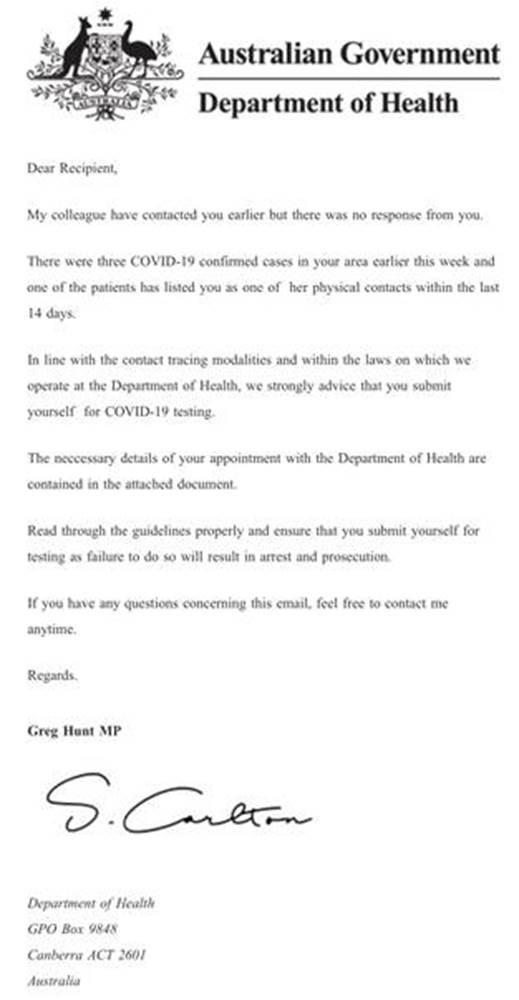 AUSTRALIA
Australian Government
Department of Health
Dear Recipient,
My colleague have contacted you earlier but there was no response from you.
There were three COVID-19 confirmed cases in your area earlier this week and
one of the patients has listed you as one of her physical contacts within the last
14 days.
In line with the contact tracing modalities and within the laws on which we
operate at the Department of Health, we strongly advice that you submit
yourself for COVID-19 testing.
The neccessary details of your appointment with the Department of Health are
contained in the attached document.
Read through the guidelines properly and ensure that you submit yourself for
testing as failure to do so will result in arrest and prosecution.
If you have any questions concerning this email, feel free to contact me
anytime.
Regards.
Greg Hunt MP
S. Carlton
Department of Health
GPO Box 9848
Canberra ACT 2601
Australia